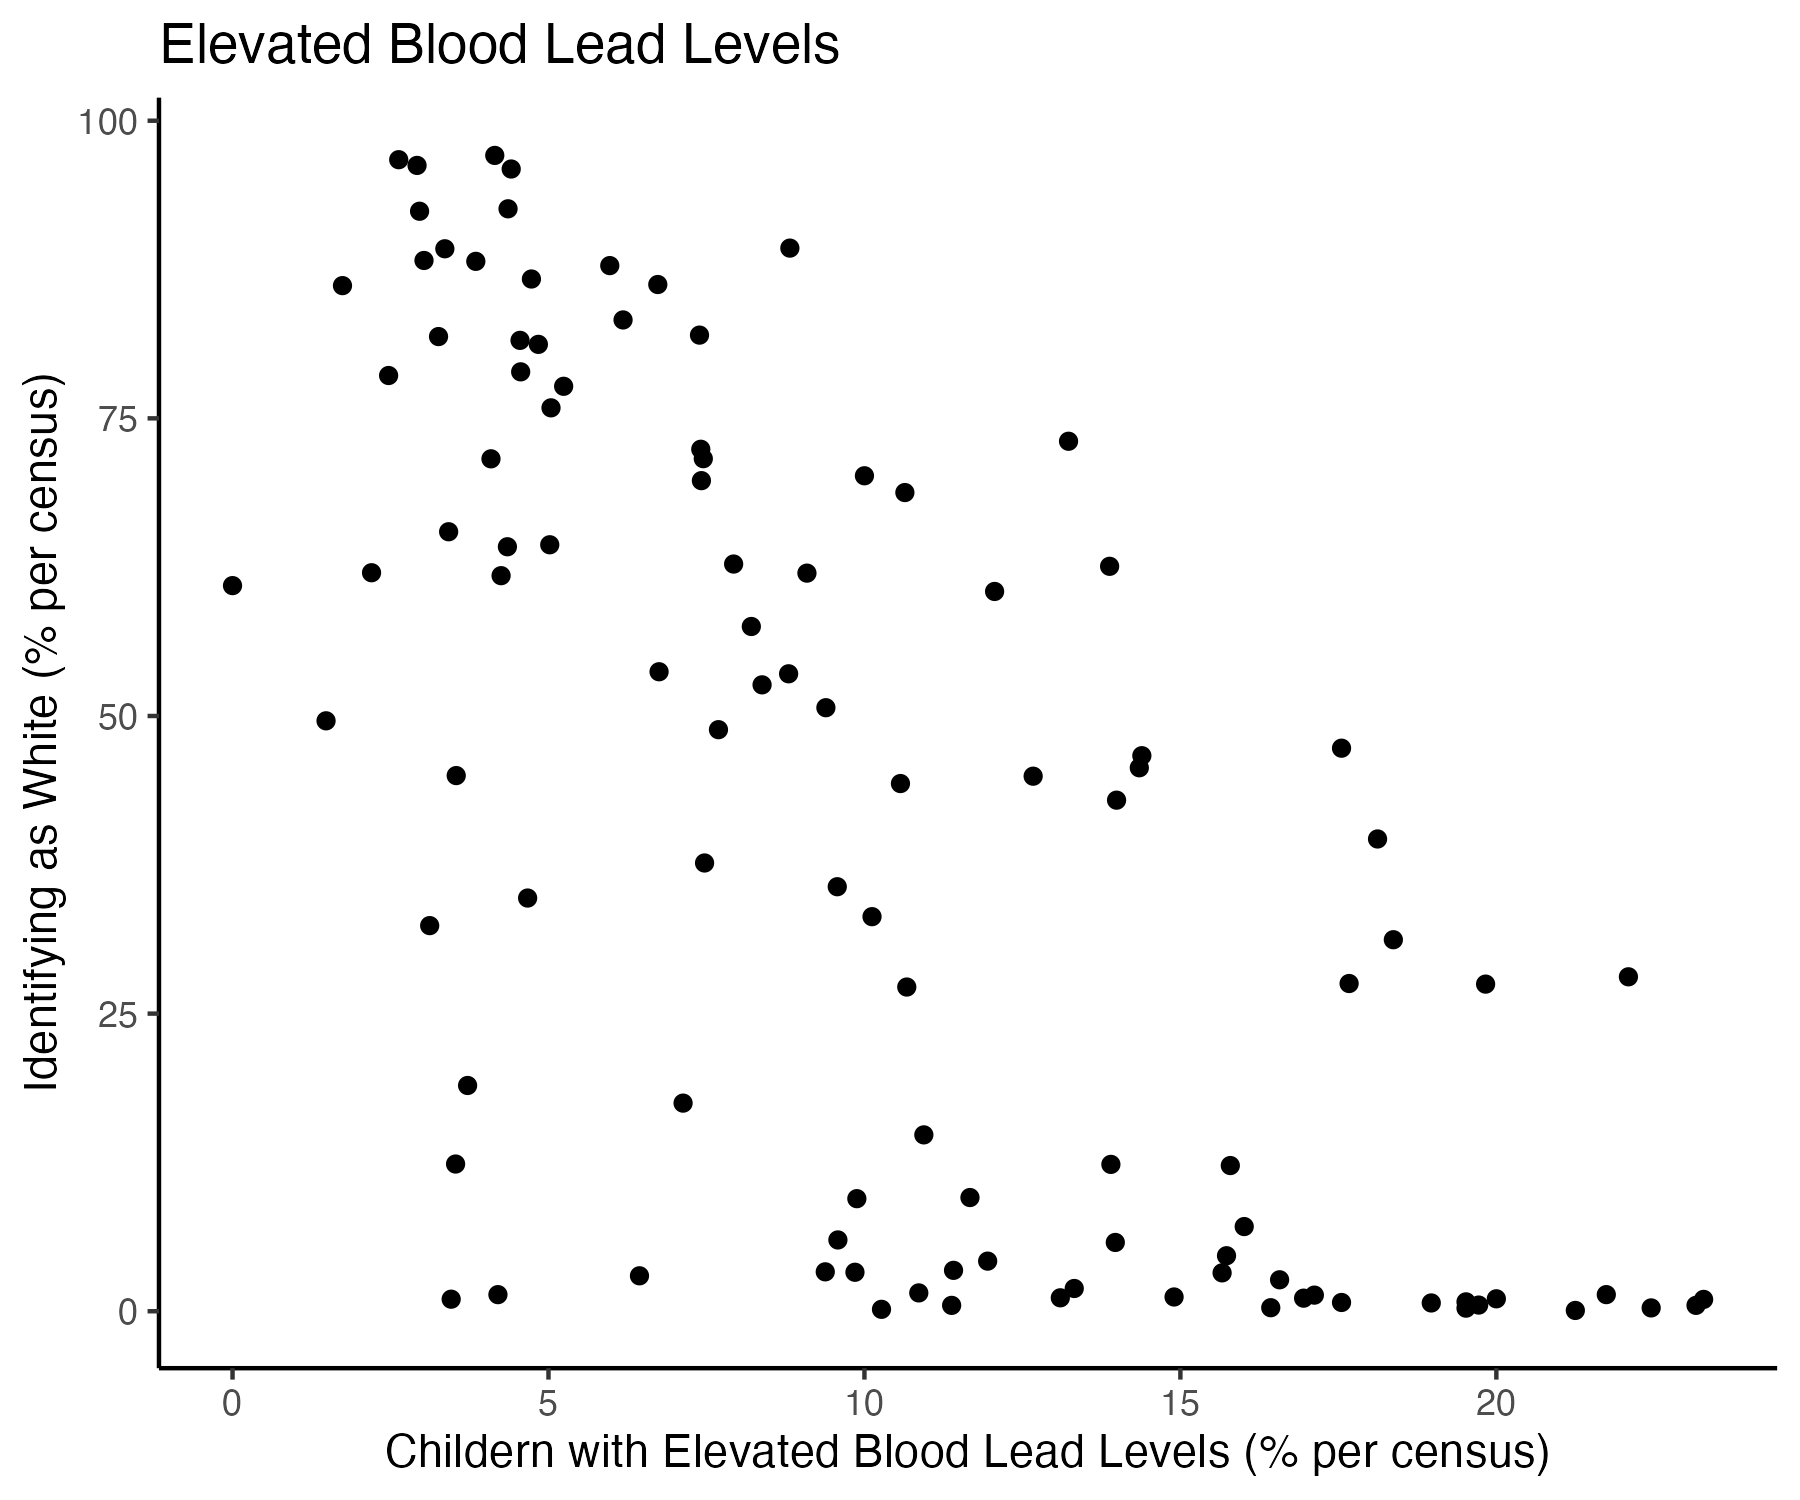 Elevated Blood Lead Levels
Identifying as White (% per census)
100
75
50
25
0
0 5 10 15 20
Childern with Elevated Blood Lead Levels (% per census)